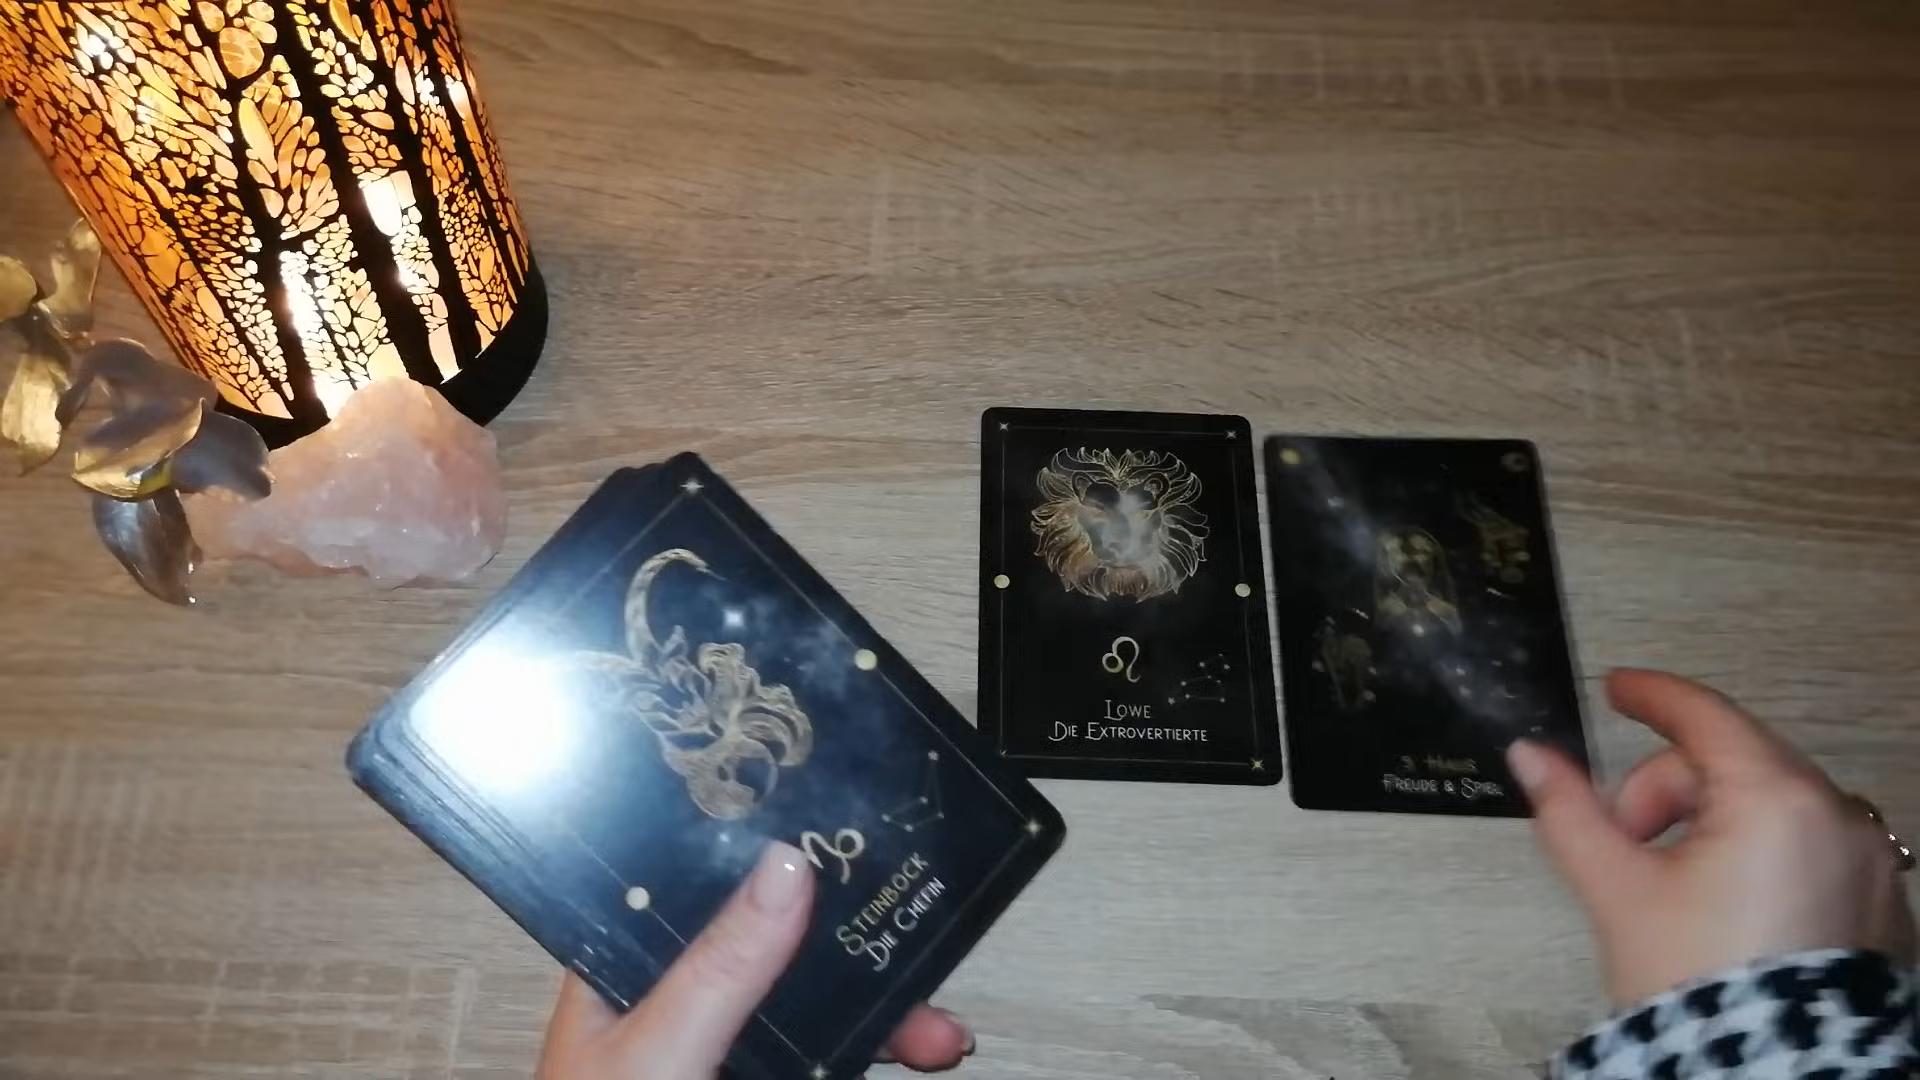 LOWE
DIE EXTROVERTIERTE
5. HAUS
FREUDE & SPIEL
STEINBOCK
DIE CHEFIN